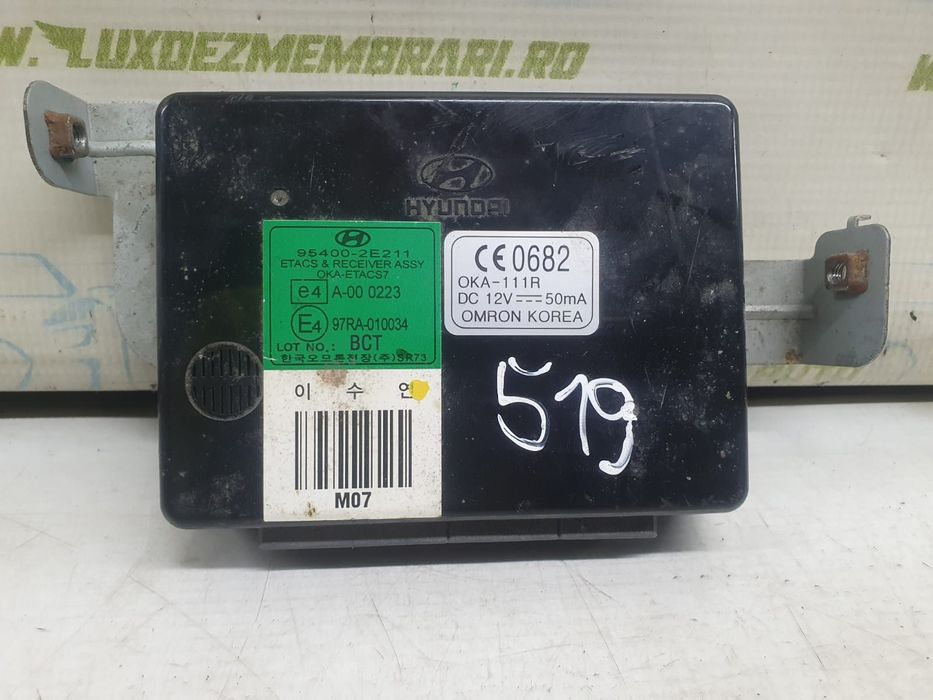 .LUXDEZMEMBRARI.RO
HYUNDAI
95400-2E211
ETACS & RECEIVER ASSY
OKA-ETACS7
e4 A-00 0223
E4 97RA-010034
LOT NO.: BCT
한국오므론전장(주) SR73
이 수 연
M07
CE 0682
OKA-111R
DC 12V ⎓ 50mA
OMRON KOREA
519